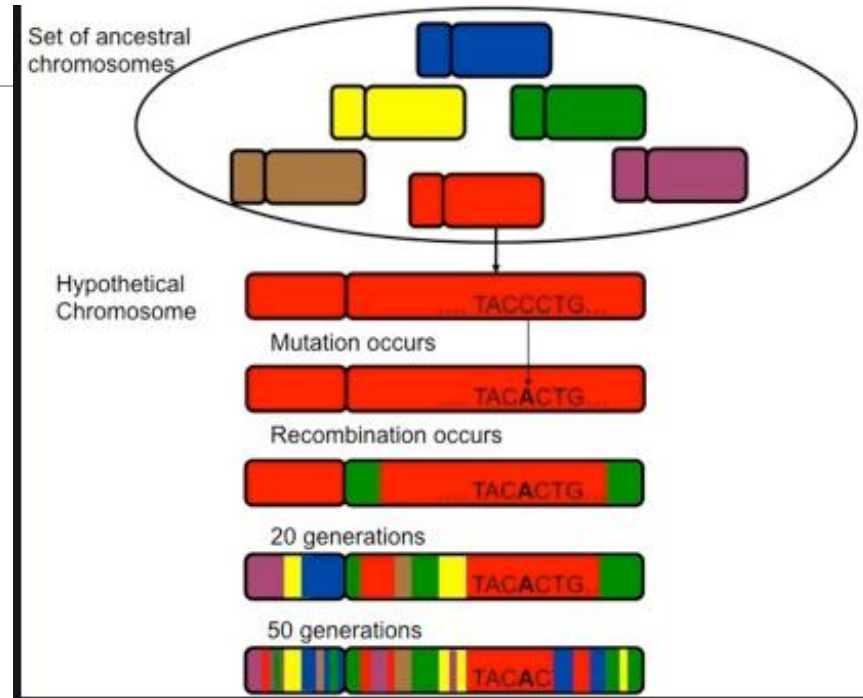 Set of ancestral
chromosomes
Hypothetical
Chromosome
.... TACCCTG...
Mutation occurs
.... TACACTG...
Recombination occurs
.... TACACTG...
20 generations
TACACTG...
50 generations
TACAC